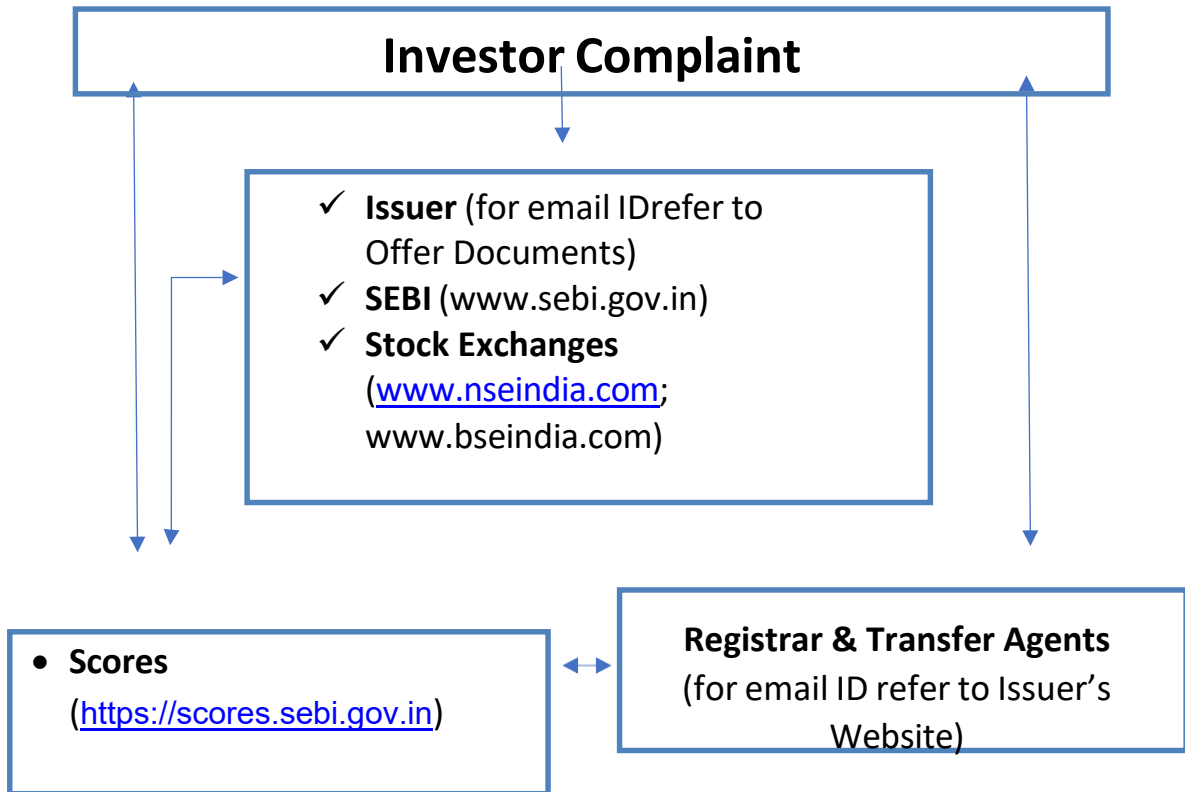 Investor Complaint
✓ Issuer (for email IDrefer to
Offer Documents)
✓ SEBI (www.sebi.gov.in)
✓ Stock Exchanges
(www.nseindia.com;
www.bseindia.com)
• Scores
(https://scores.sebi.gov.in)
Registrar & Transfer Agents
(for email ID refer to Issuer’s
Website)